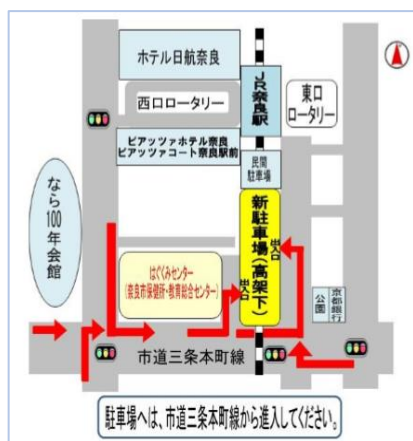 ホテル日航奈良
JR奈良駅
東口
ロータリー
西口ロータリー
ピアッツァホテル奈良
ピアッツァコート奈良駅前
民間
駐車場
なら100年会館
新駐車場(高架下)
出入口
出入口
はぐくみセンター
(奈良市保健所・教育総合センター)
公園
京都銀行
市道三条本町線
駐車場へは、市道三条本町線から進入してください。